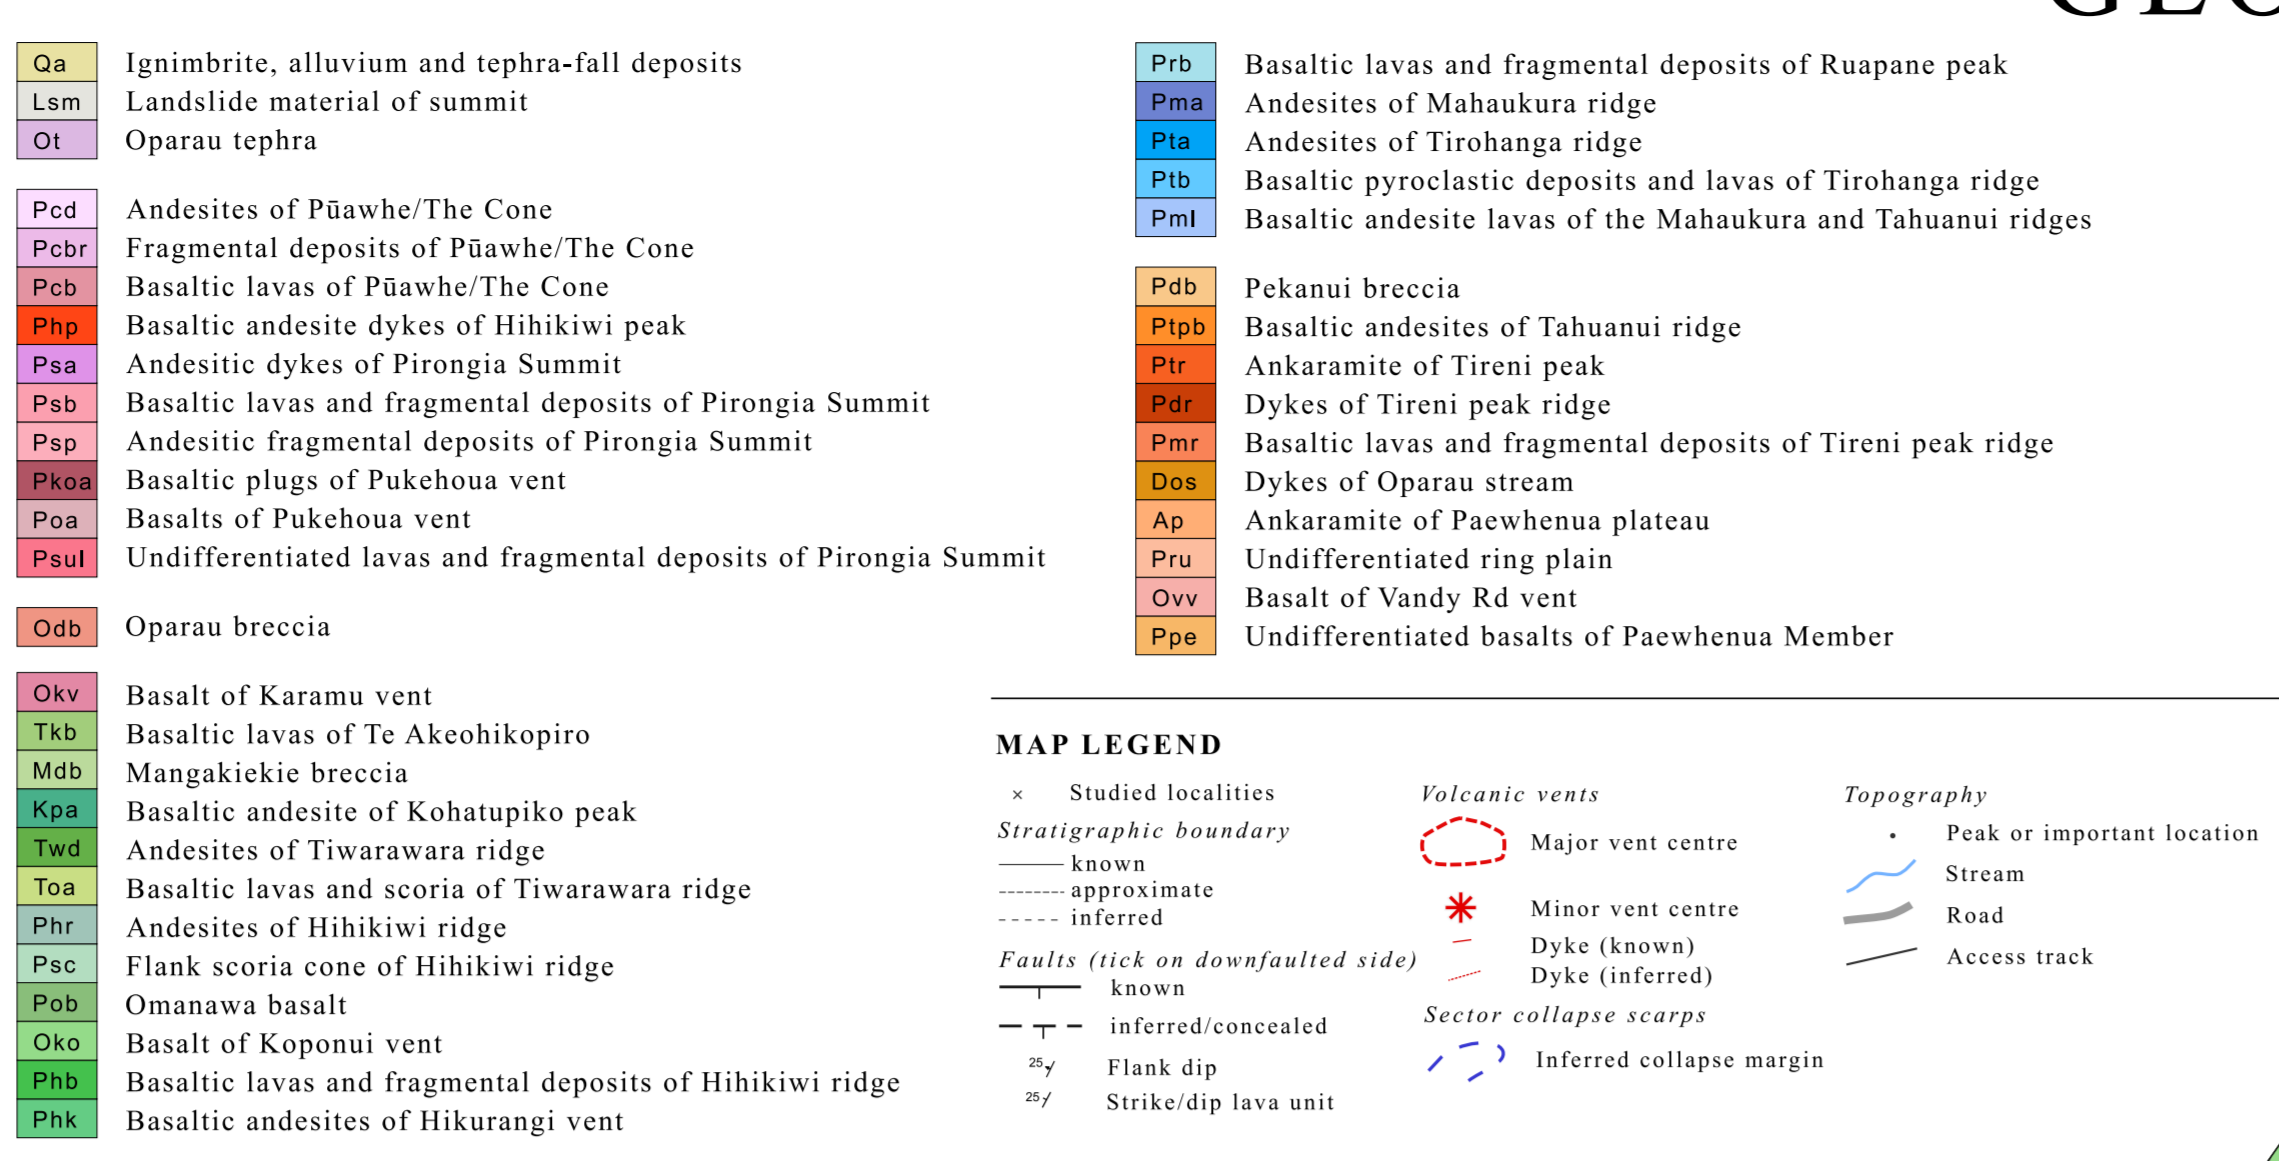 GEO
Qa Ignimbrite, alluvium and tephra-fall deposits
Lsm Landslide material of summit
Ot Oparau tephra
Pcd Andesites of Pūawhe/The Cone
Pcbr Fragmental deposits of Pūawhe/The Cone
Pcb Basaltic lavas of Pūawhe/The Cone
Php Basaltic andesite dykes of Hihikiwi peak
Psa Andesitic dykes of Pirongia Summit
Psb Basaltic lavas and fragmental deposits of Pirongia Summit
Psp Andesitic fragmental deposits of Pirongia Summit
Pkoa Basaltic plugs of Pukehoua vent
Poa Basalts of Pukehoua vent
Psul Undifferentiated lavas and fragmental deposits of Pirongia Summit
Odb Oparau breccia
Okv Basalt of Karamu vent
Tkb Basaltic lavas of Te Akeohikopiro
Mdb Mangakiekie breccia
Kpa Basaltic andesite of Kohatupiko peak
Twd Andesites of Tiwarawara ridge
Toa Basaltic lavas and scoria of Tiwarawara ridge
Phr Andesites of Hihikiwi ridge
Psc Flank scoria cone of Hihikiwi ridge
Pob Omanawa basalt
Oko Basalt of Koponui vent
Phb Basaltic lavas and fragmental deposits of Hihikiwi ridge
Phk Basaltic andesites of Hikurangi vent
Prb Basaltic lavas and fragmental deposits of Ruapane peak
Pma Andesites of Mahaukura ridge
Pta Andesites of Tirohanga ridge
Ptb Basaltic pyroclastic deposits and lavas of Tirohanga ridge
Pml Basaltic andesite lavas of the Mahaukura and Tahuanui ridges
Pdb Pekanui breccia
Ptpb Basaltic andesites of Tahuanui ridge
Ptr Ankaramite of Tireni peak
Pdr Dykes of Tireni peak ridge
Pmr Basaltic lavas and fragmental deposits of Tireni peak ridge
Dos Dykes of Oparau stream
Ap Ankaramite of Paewhenua plateau
Pru Undifferentiated ring plain
Ovv Basalt of Vandy Rd vent
Ppe Undifferentiated basalts of Paewhenua Member
MAP LEGEND
× Studied localities
Stratigraphic boundary
known
approximate
inferred
Faults (tick on downfaulted side)
known
inferred/concealed
25 Flank dip
25 Strike/dip lava unit
Volcanic vents
Major vent centre
Minor vent centre
Dyke (known)
Dyke (inferred)
Sector collapse scarps
Inferred collapse margin
Topography
Peak or important location
Stream
Road
Access track